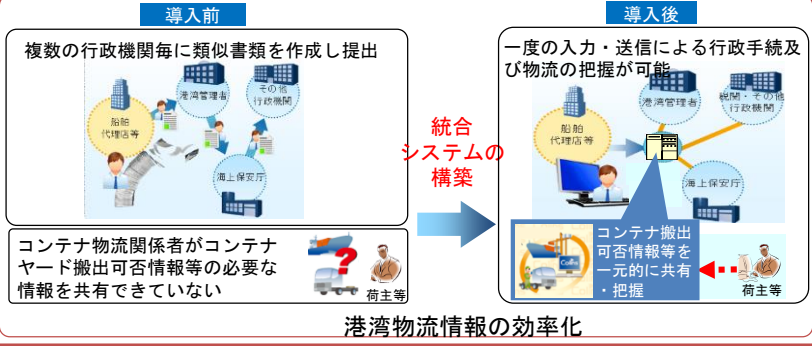 導入前
複数の行政機関毎に類似書類を作成し提出
港湾管理者
その他
行政機関
船舶
代理店等
海上保安庁
コンテナ物流関係者がコンテナ
ヤード搬出可否情報等の必要な
情報を共有できていない
?
荷主等
統合
システムの
構築
導入後
一度の入力・送信による行政手続及
び物流の把握が可能
港湾管理者
税関・その他
行政機関
船舶
代理店等
海上保安庁
Colins
コンテナ搬出
可否情報等を
一元的に共有
・把握
荷主等
港湾物流情報の効率化